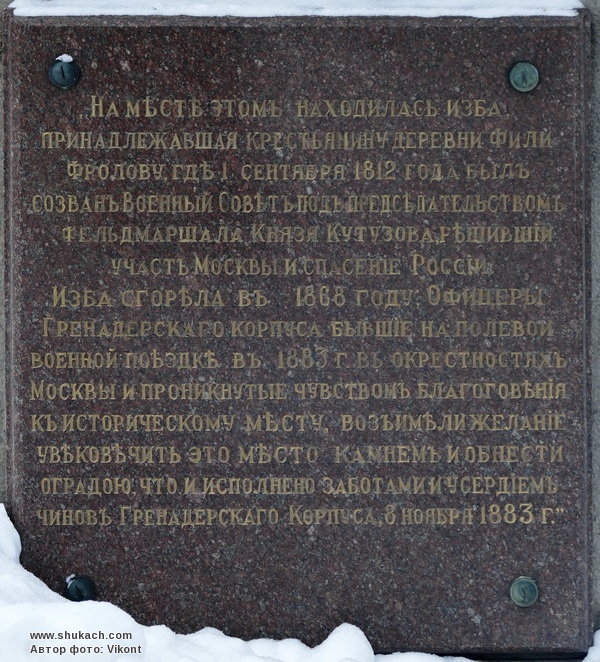 „На мѣстѣ этомъ находилась изба,
принадлежавшая крестьянину деревни Фили
Фролову, гдѣ 1 сентября 1812 года былъ
созванъ Военный Совѣтъ подъ предсѣдательствомъ
Фельдмаршала Князя Кутузова, рѣшившій
участь Москвы и спасеніе Россіи.
Изба сгорѣла въ 1868 году. Офицеры
Гренадерскаго корпуса бывшіе на полевой
военной поѣздкѣ въ 1883 г. въ окрестностяхъ
Москвы и проникнутые чувствомъ благоговѣнія
къ историческому мѣсту, возъимѣли желаніе
увѣковѣчить это мѣсто камнемъ и обнести
оградою, что и исполнено заботами и усердіемъ
чиновъ Гренадерскаго Корпуса, 8 ноября 1883 г.”
www.shukach.com
Автор фото: Vikont